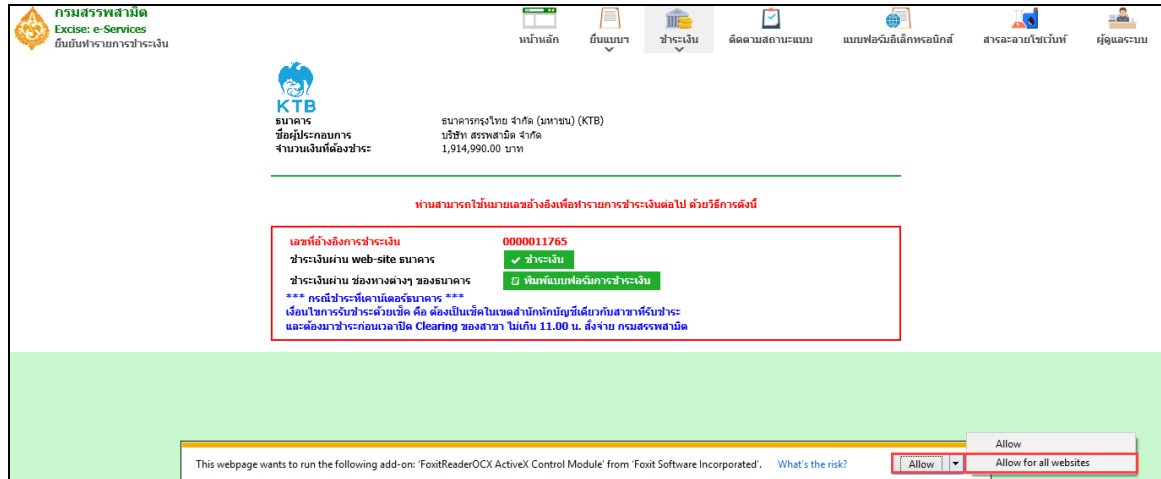 กรมสรรพสามิต
Excise: e-Services
ยืนยันทำรายการชำระเงิน
หน้าหลัก ยื่นแบบฯ ชำระเงิน ติดตามสถานะแบบ แบบฟอร์มอิเล็กทรอนิกส์ สารละลายไฮโดรคาร์บอน ผู้ดูแลระบบ
KTB
ธนาคาร ธนาคารกรุงไทย จำกัด (มหาชน) (KTB)
ชื่อผู้ประกอบการ บริษัท สรรพสามิต จำกัด
จำนวนเงินที่ต้องชำระ 1,914,990.00 บาท
ท่านสามารถใช้หมายเลขอ้างอิงเพื่อทำรายการชำระเงินต่อไป ด้วยวิธีการดังนี้
เลขที่อ้างอิงการชำระเงิน 0000011765
ชำระเงินผ่าน web-site ธนาคาร ชำระเงิน
ชำระเงินผ่าน ช่องทางต่างๆ ของธนาคาร พิมพ์แบบฟอร์มการชำระเงิน
*** กรณีชำระที่เคาน์เตอร์ธนาคาร ***
เงื่อนไขการรับชำระด้วยเช็ค คือ ต้องเป็นเช็คในเขตสำนักหักบัญชีเดียวกับสาขาที่รับชำระ
และต้องมาชำระก่อนเวลาปิด Clearing ของสาขา ไม่เกิน 11.00 น. สั่งจ่าย กรมสรรพสามิต
Allow
This webpage wants to run the following add-on: 'FoxitReaderOCX ActiveX Control Module' from 'Foxit Software Incorporated'. What's the risk? Allow Allow for all websites